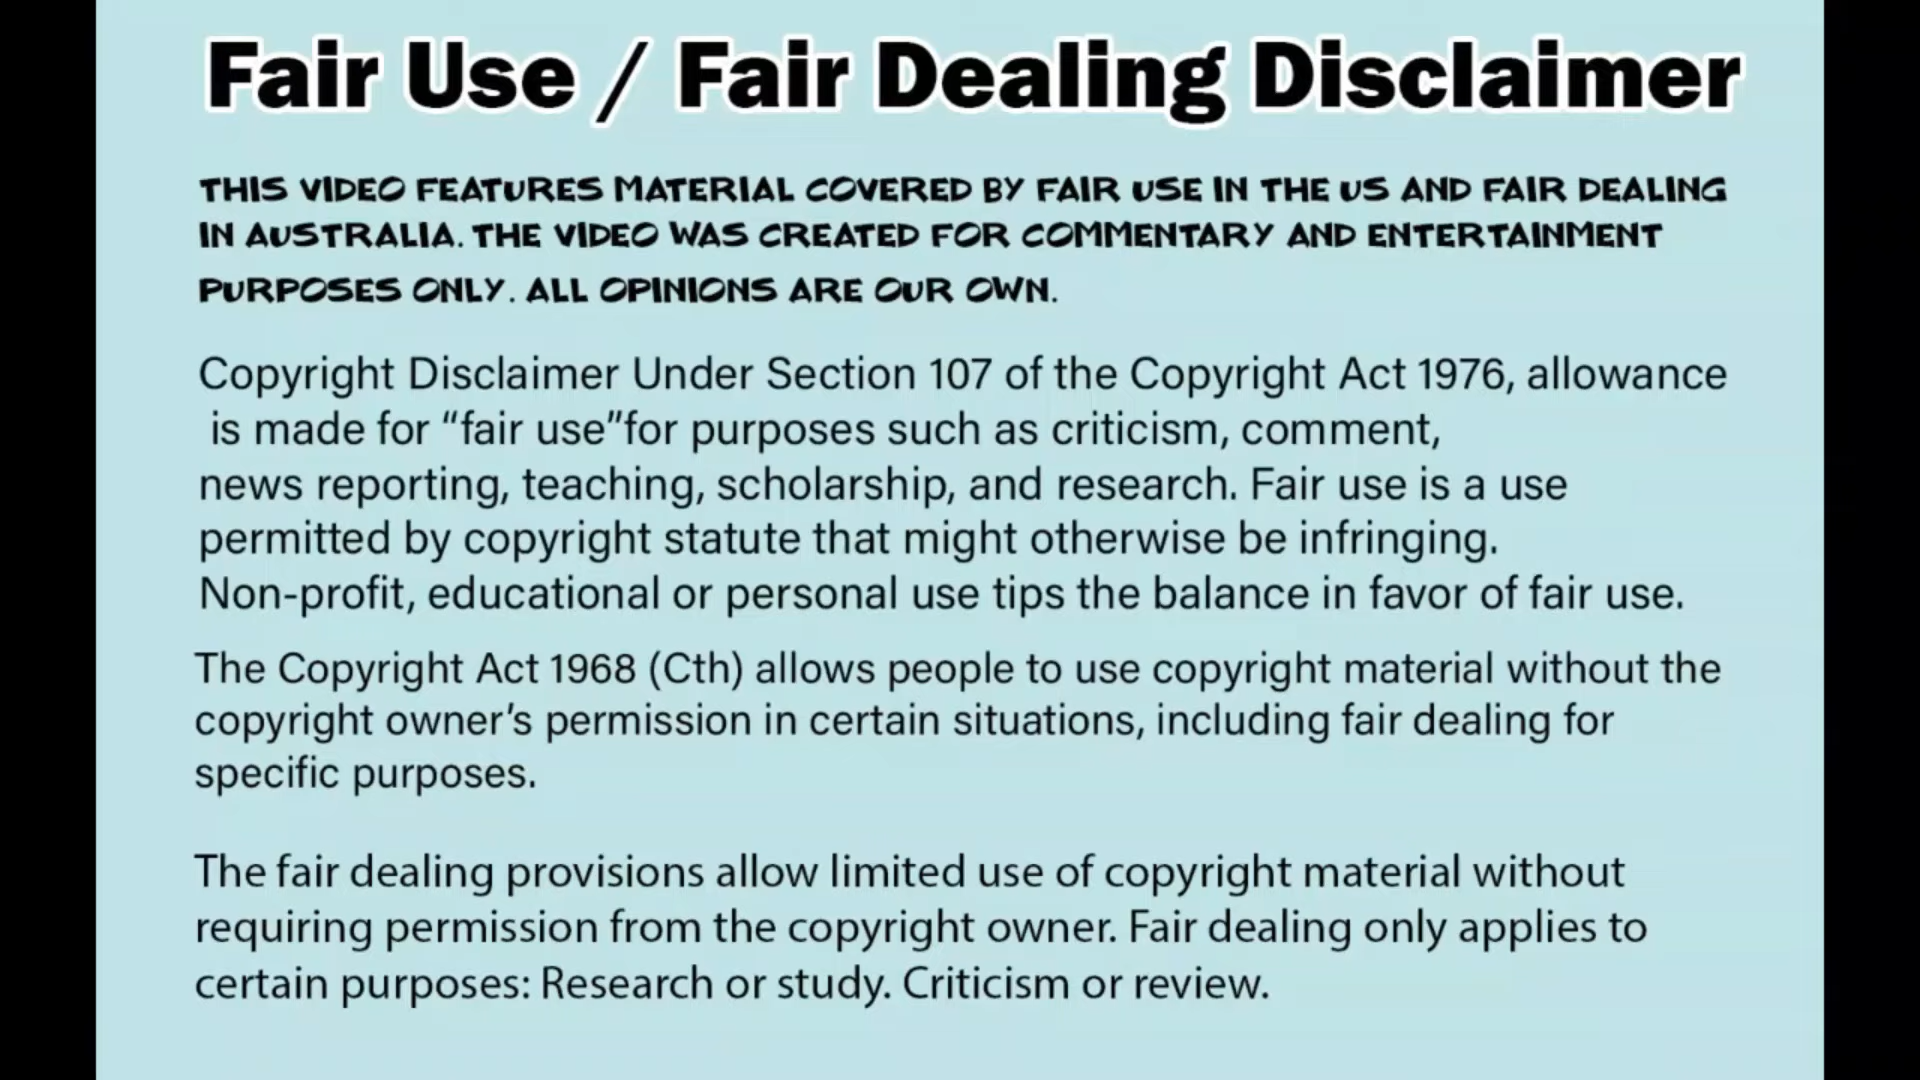 Fair Use / Fair Dealing Disclaimer
THIS VIDEO FEATURES MATERIAL COVERED BY FAIR USE IN THE US AND FAIR DEALING
IN AUSTRALIA. THE VIDEO WAS CREATED FOR COMMENTARY AND ENTERTAINMENT
PURPOSES ONLY. ALL OPINIONS ARE OUR OWN.
Copyright Disclaimer Under Section 107 of the Copyright Act 1976, allowance
is made for “fair use”for purposes such as criticism, comment,
news reporting, teaching, scholarship, and research. Fair use is a use
permitted by copyright statute that might otherwise be infringing.
Non-profit, educational or personal use tips the balance in favor of fair use.
The Copyright Act 1968 (Cth) allows people to use copyright material without the
copyright owner’s permission in certain situations, including fair dealing for
specific purposes.
The fair dealing provisions allow limited use of copyright material without
requiring permission from the copyright owner. Fair dealing only applies to
certain purposes: Research or study. Criticism or review.